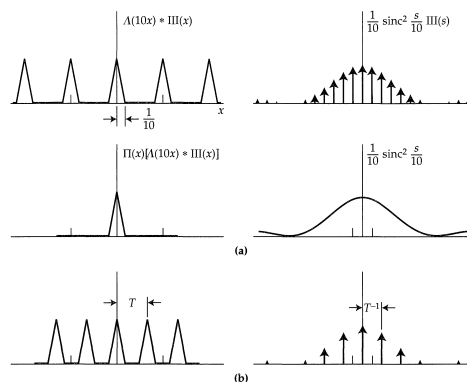 Λ(10x) * III(x)
1/10 sinc² s/10 III(s)
x
1/10
Π(x)[Λ(10x) * III(x)]
1/10 sinc² s/10
(a)
T
T⁻¹
(b)